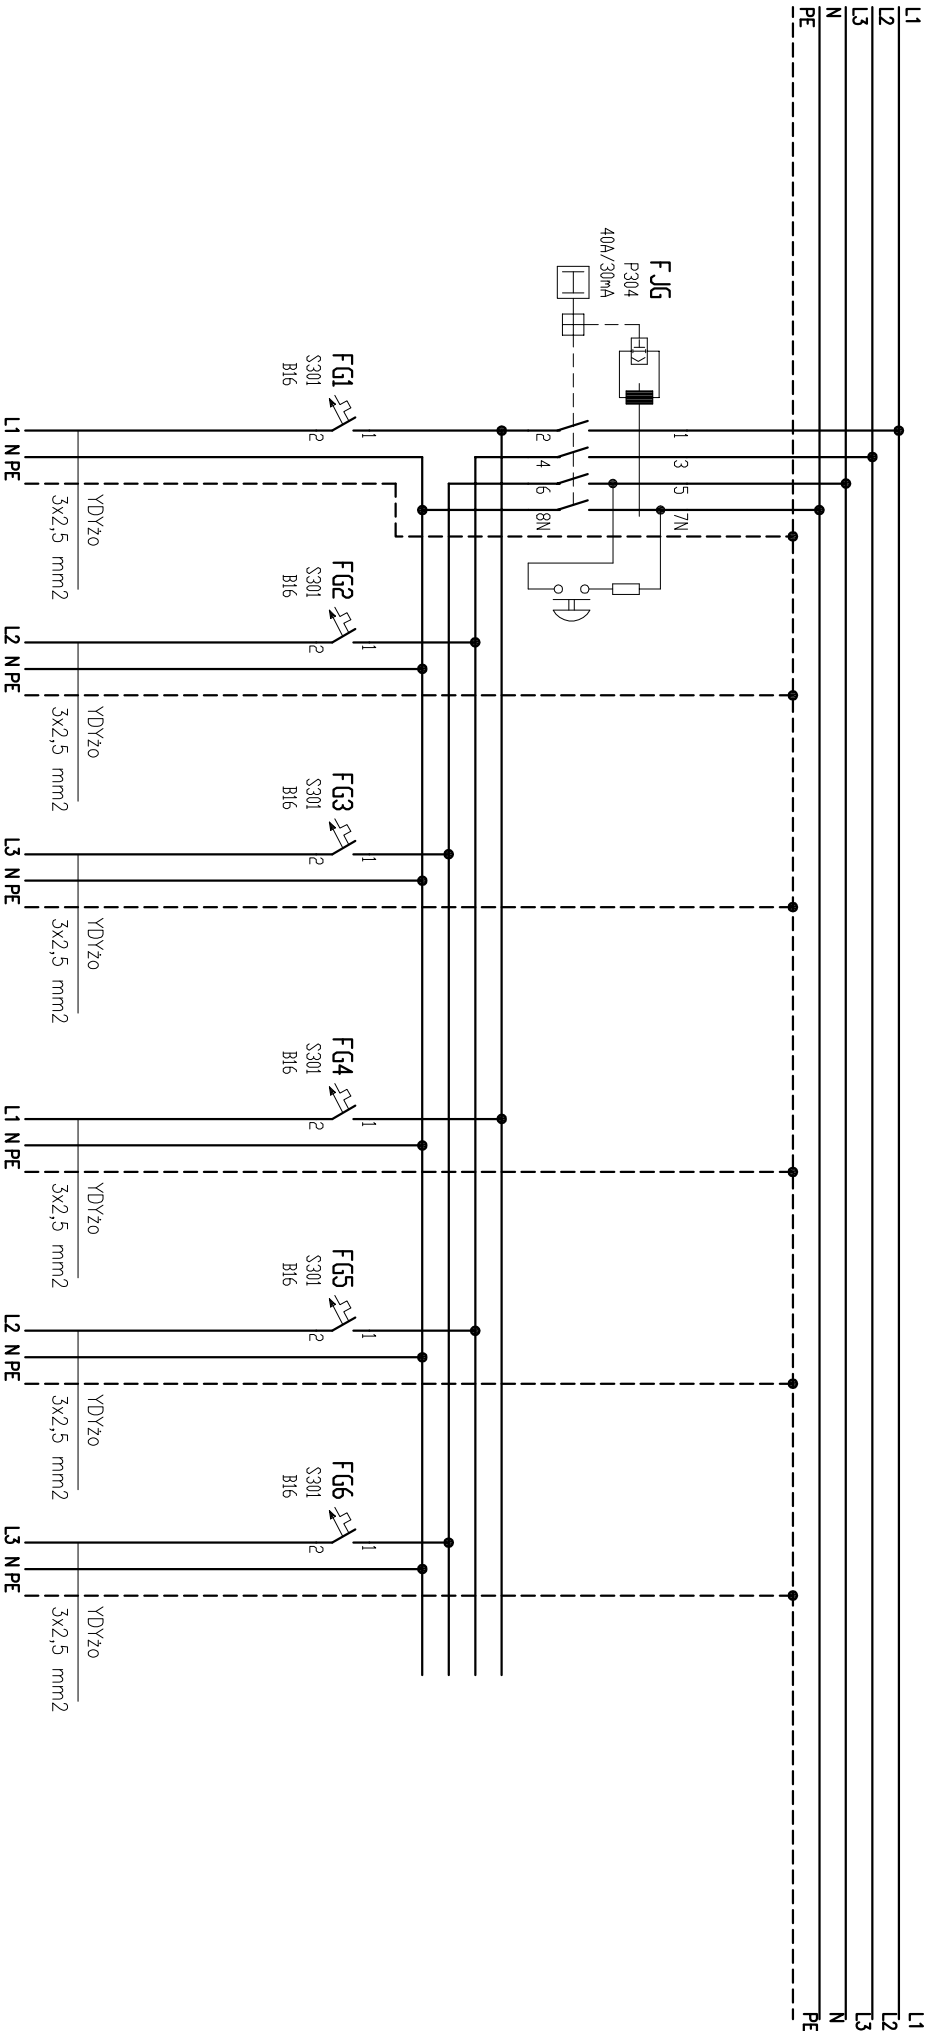 L1
L2
L3
N
PE
L1
L2
L3
N
PE
FJG
P304
40A/30mA
1
3
5
7N
2
4
6
8N
FG1
S301
B16
1
2
FG2
S301
B16
1
2
FG3
S301
B16
1
2
FG4
S301
B16
1
2
FG5
S301
B16
1
2
FG6
S301
B16
1
2
YDYżo
3x2,5 mm2
YDYżo
3x2,5 mm2
YDYżo
3x2,5 mm2
YDYżo
3x2,5 mm2
YDYżo
3x2,5 mm2
YDYżo
3x2,5 mm2
L1 N PE
L2 N PE
L3 N PE
L1 N PE
L2 N PE
L3 N PE